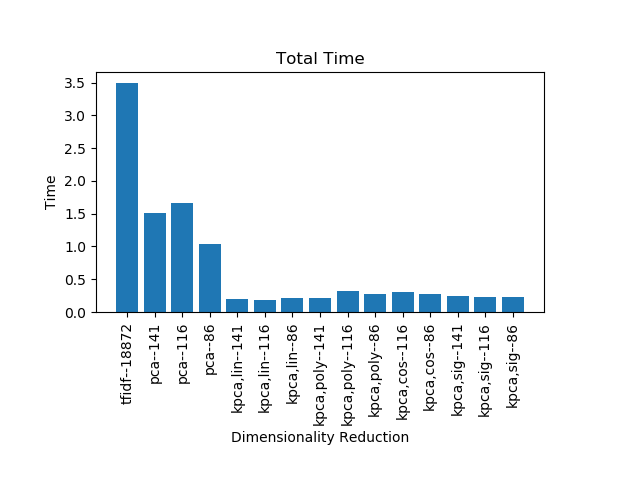 Total Time
Time
3.5
3.0
2.5
2.0
1.5
1.0
0.5
0.0
tfidf--18872
pca--141
pca--116
pca--86
kpca,lin--141
kpca,lin--116
kpca,lin--86
kpca,poly--141
kpca,poly--116
kpca,poly--86
kpca,cos--116
kpca,cos--86
kpca,sig--141
kpca,sig--116
kpca,sig--86
Dimensionality Reduction